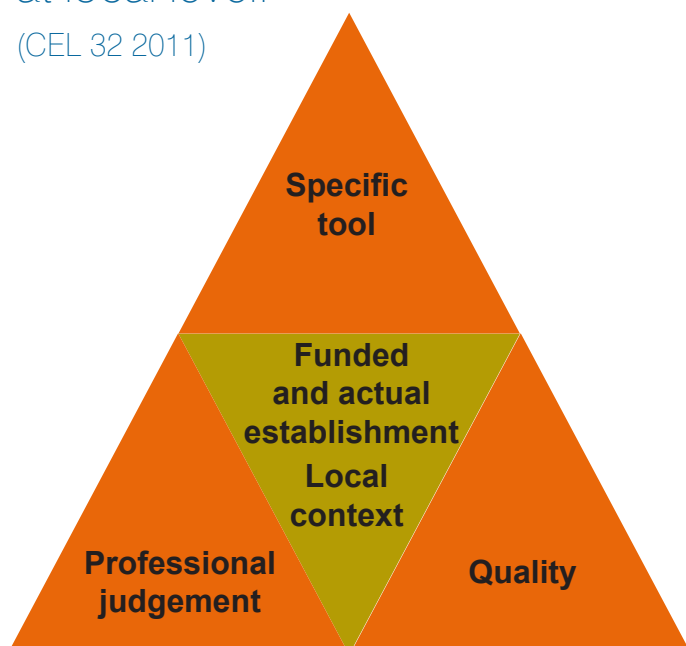 (CEL 32 2011)
Specific
tool
Funded
and actual
establishment
Local
context
Professional
judgement
Quality